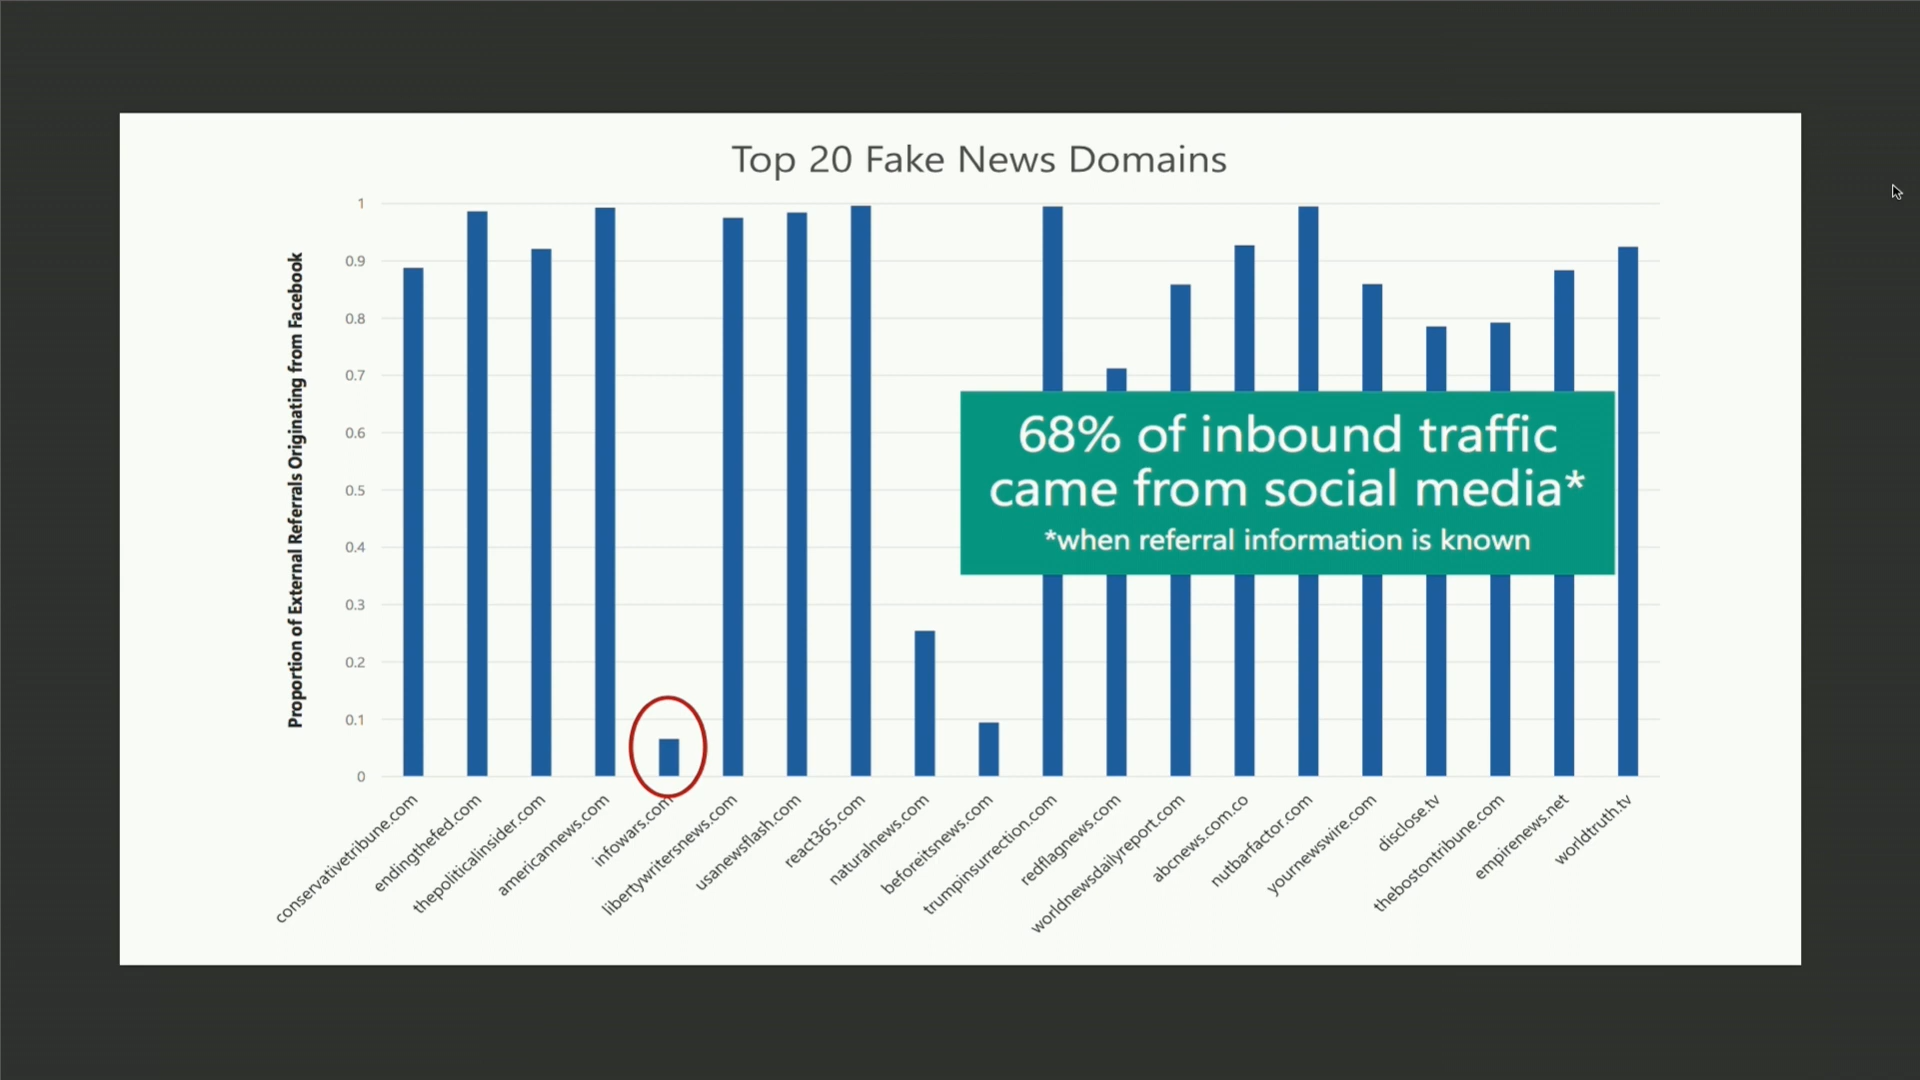 Top 20 Fake News Domains
Proportion of External Referrals Originating from Facebook
1
0.9
0.8
0.7
0.6
0.5
0.4
0.3
0.2
0.1
0
68% of inbound traffic
came from social media*
*when referral information is known
conservativetribune.com
endingthefed.com
thepoliticalinsider.com
americannews.com
infowars.com
libertywritersnews.com
usanewsflash.com
react365.com
naturalnews.com
beforeitsnews.com
trumpinsurrection.com
redflagnews.com
worldnewsdailyreport.com
abcnews.com.co
nutbarfactor.com
yournewswire.com
disclose.tv
thebostontribune.com
empirenews.net
worldtruth.tv